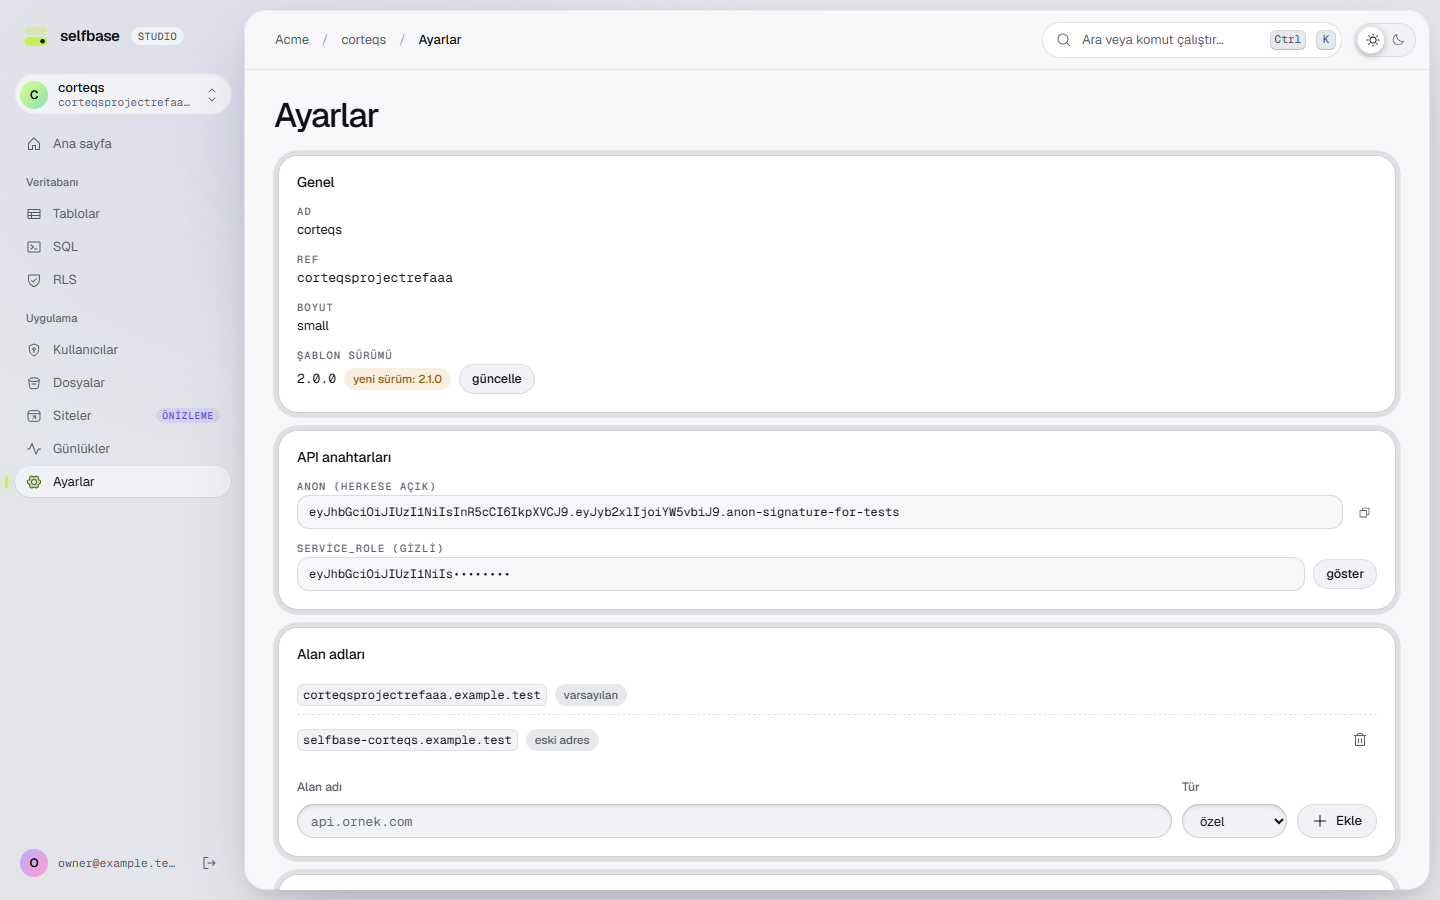 selfbase STUDIO
C
corteqs
corteqsprojectrefaa…
Ana sayfa
Veritabanı
Tablolar
SQL
RLS
Uygulama
Kullanıcılar
Dosyalar
Siteler ÖNİZLEME
Günlükler
Ayarlar
O
owner@example.te…
Acme / corteqs / Ayarlar
Ara veya komut çalıştır… Ctrl K
Ayarlar
Genel
AD
corteqs
REF
corteqsprojectrefaaa
BOYUT
small
ŞABLON SÜRÜMÜ
2.0.0 yeni sürüm: 2.1.0 güncelle
API anahtarları
ANON (HERKESE AÇIK)
eyJhbGciOiJIUzI1NiIsInR5cCI6IkpXVCJ9.eyJyb2xlIjoiYW5vbiJ9.anon-signature-for-tests
SERVİCE_ROLE (GİZLİ)
eyJhbGciOiJIUzI1NiIs•••••••• göster
Alan adları
corteqsprojectrefaaa.example.test varsayılan
selfbase-corteqs.example.test eski adres
Alan adı Tür
api.ornek.com özel Ekle